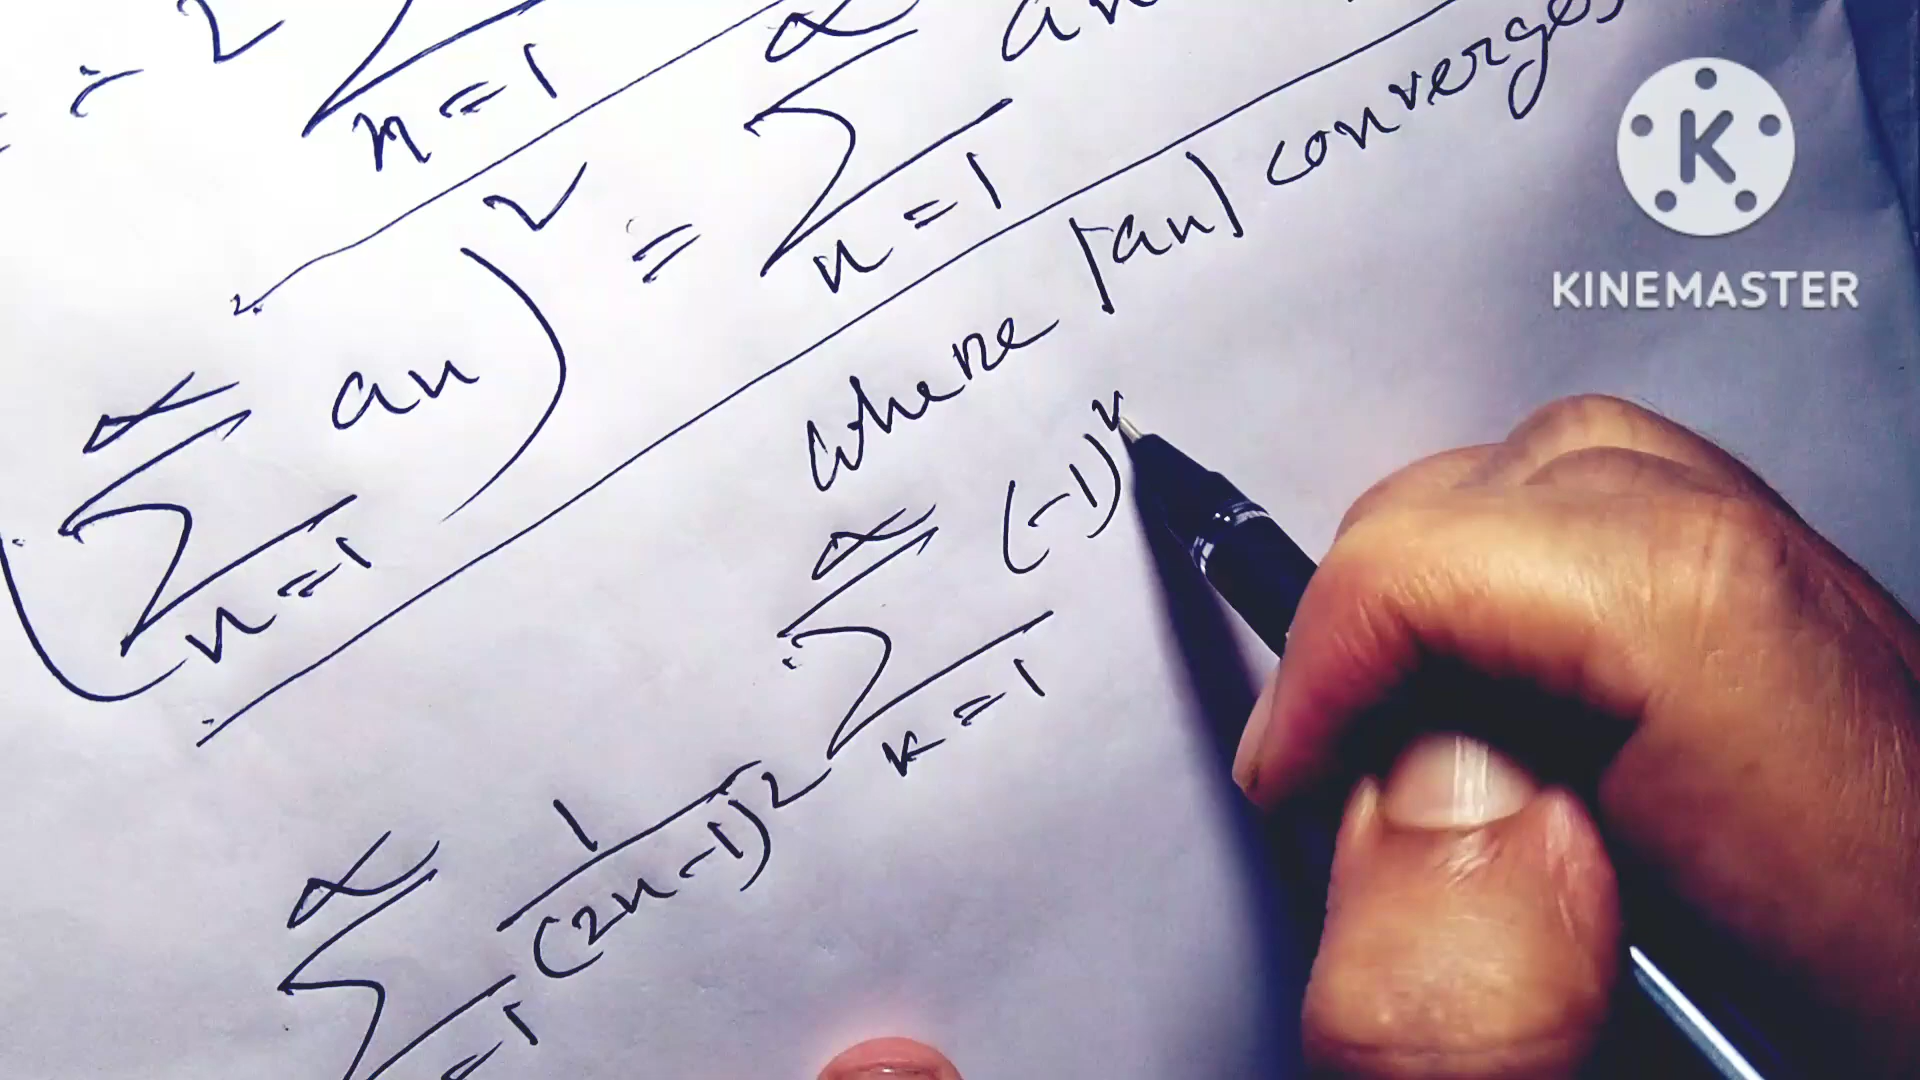 = - 2 ∑ n=1
(∑_{n=1}^{∝} an)^2 = ∑_{n=1}^{∝} an
where |an| converges
∑_{n=1}^{∝} 1/(2n-1)^2 ∑_{k=1}^{∝} (-1)^k
K
KINEMASTER